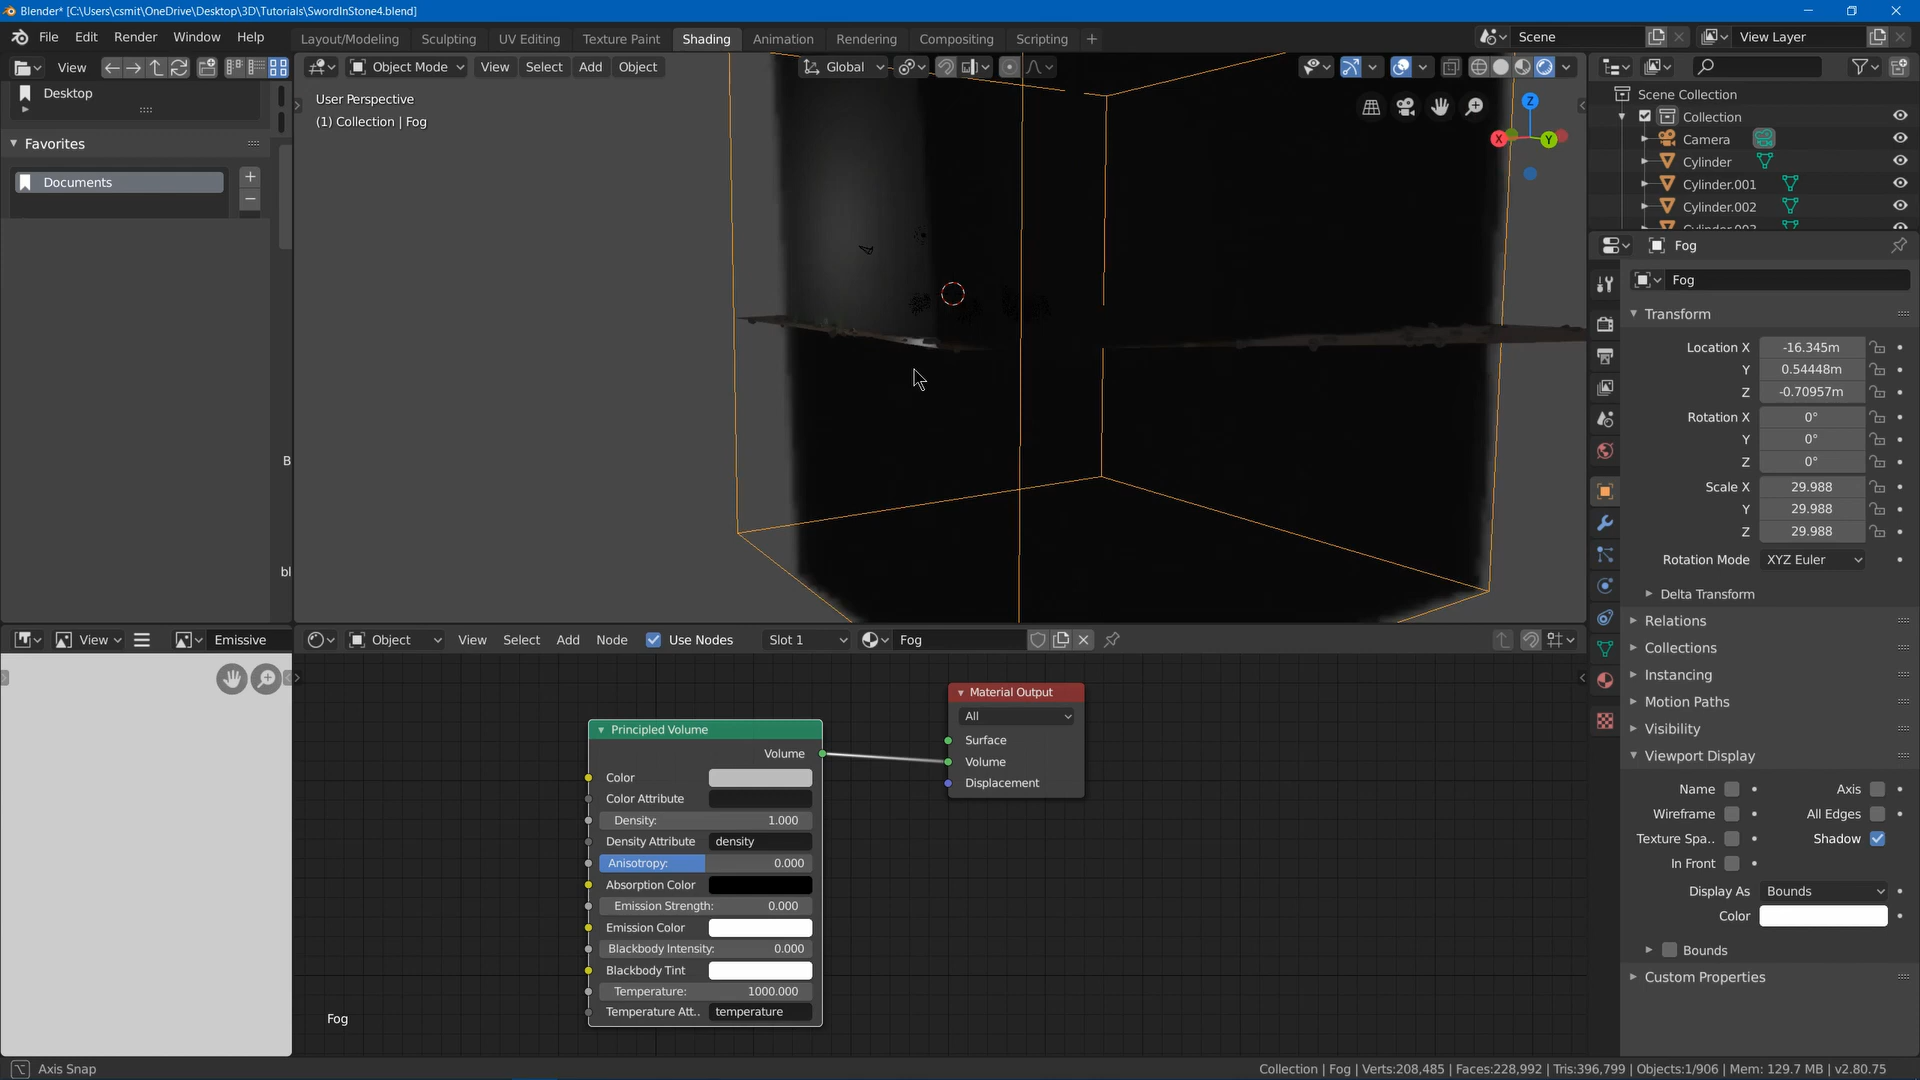 Blender* [C:\Users\csmit\OneDrive\Desktop\3D\Tutorials\SwordInStone4.blend]
File Edit Render Window Help
Layout/Modeling Sculpting UV Editing Texture Paint Shading Animation Rendering Compositing Scripting +
Scene
View Layer
View
Object Mode View Select Add Object
Global
Desktop
Favorites
Documents
B
bl
User Perspective
(1) Collection | Fog
Z
X
Y
Scene Collection
Collection
Camera
Cylinder
Cylinder.001
Cylinder.002
Fog
Fog
Transform
Location X -16.345m
Y 0.54448m
Z -0.70957m
Rotation X 0°
Y 0°
Z 0°
Scale X 29.988
Y 29.988
Z 29.988
Rotation Mode XYZ Euler
Delta Transform
Relations
Collections
Instancing
Motion Paths
Visibility
Viewport Display
Name Axis
Wireframe All Edges
Texture Spa.. Shadow
In Front
Display As Bounds
Color
Bounds
Custom Properties
View Emissive
Object View Select Add Node Use Nodes Slot 1 Fog
Principled Volume
Volume
Color
Color Attribute
Density: 1.000
Density Attribute density
Anisotropy: 0.000
Absorption Color
Emission Strength: 0.000
Emission Color
Blackbody Intensity: 0.000
Blackbody Tint
Temperature: 1000.000
Temperature Att.. temperature
Material Output
All
Surface
Volume
Displacement
Fog
Axis Snap
Collection | Fog | Verts:208,485 | Faces:228,992 | Tris:396,799 | Objects:1/906 | Mem: 129.7 MB | v2.80.75